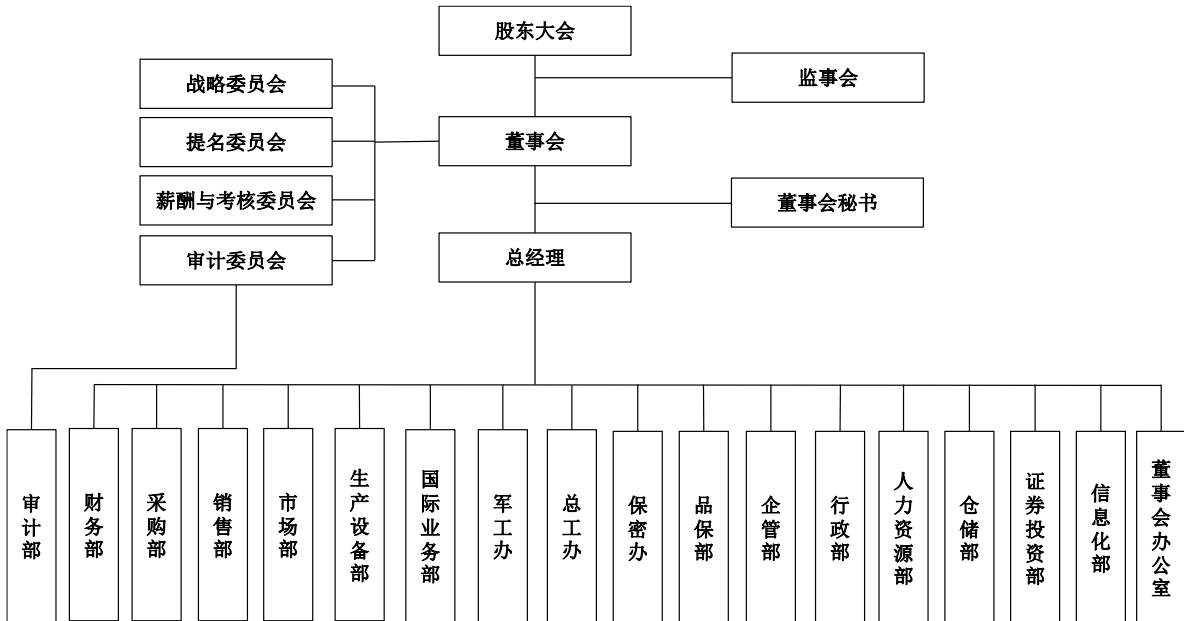 股东大会
监事会
战略委员会
提名委员会
董事会
薪酬与考核委员会
董事会秘书
审计委员会
总经理
审计部
财务部
采购部
销售部
市场部
生产设备部
国际业务部
军工办
总工办
保密办
品保部
企管部
行政部
人力资源部
仓储部
证券投资部
信息化部
董事会办公室